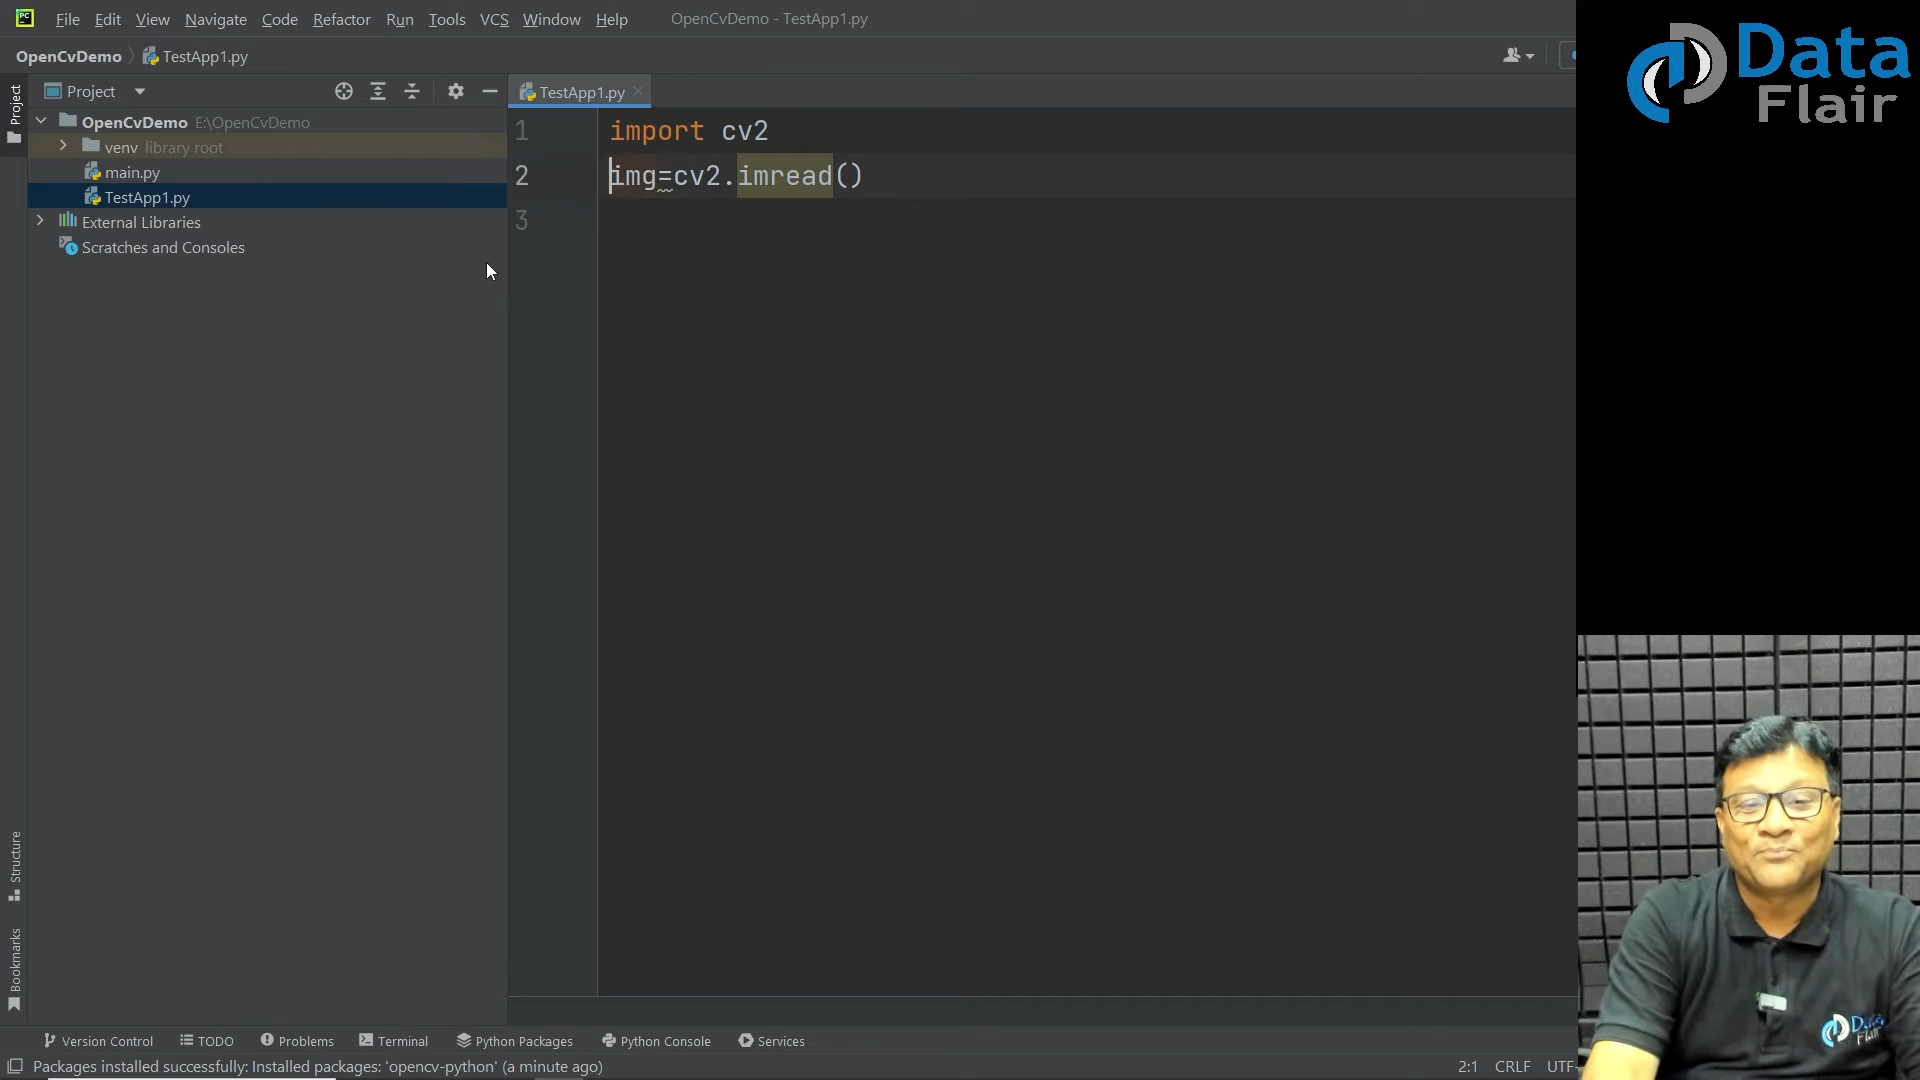 PC File Edit View Navigate Code Refactor Run Tools VCS Window Help OpenCvDemo - TestApp1.py
OpenCvDemo TestApp1.py
Project
Project
TestApp1.py
OpenCvDemo E:\OpenCvDemo
venv library root
main.py
TestApp1.py
External Libraries
Scratches and Consoles
1 import cv2
2 img=cv2.imread()
3
Data
Flair
Structure
Bookmarks
Data
Flair
Version Control TODO Problems Terminal Python Packages Python Console Services
Packages installed successfully: Installed packages: 'opencv-python' (a minute ago) 2:1 CRLF UTF-